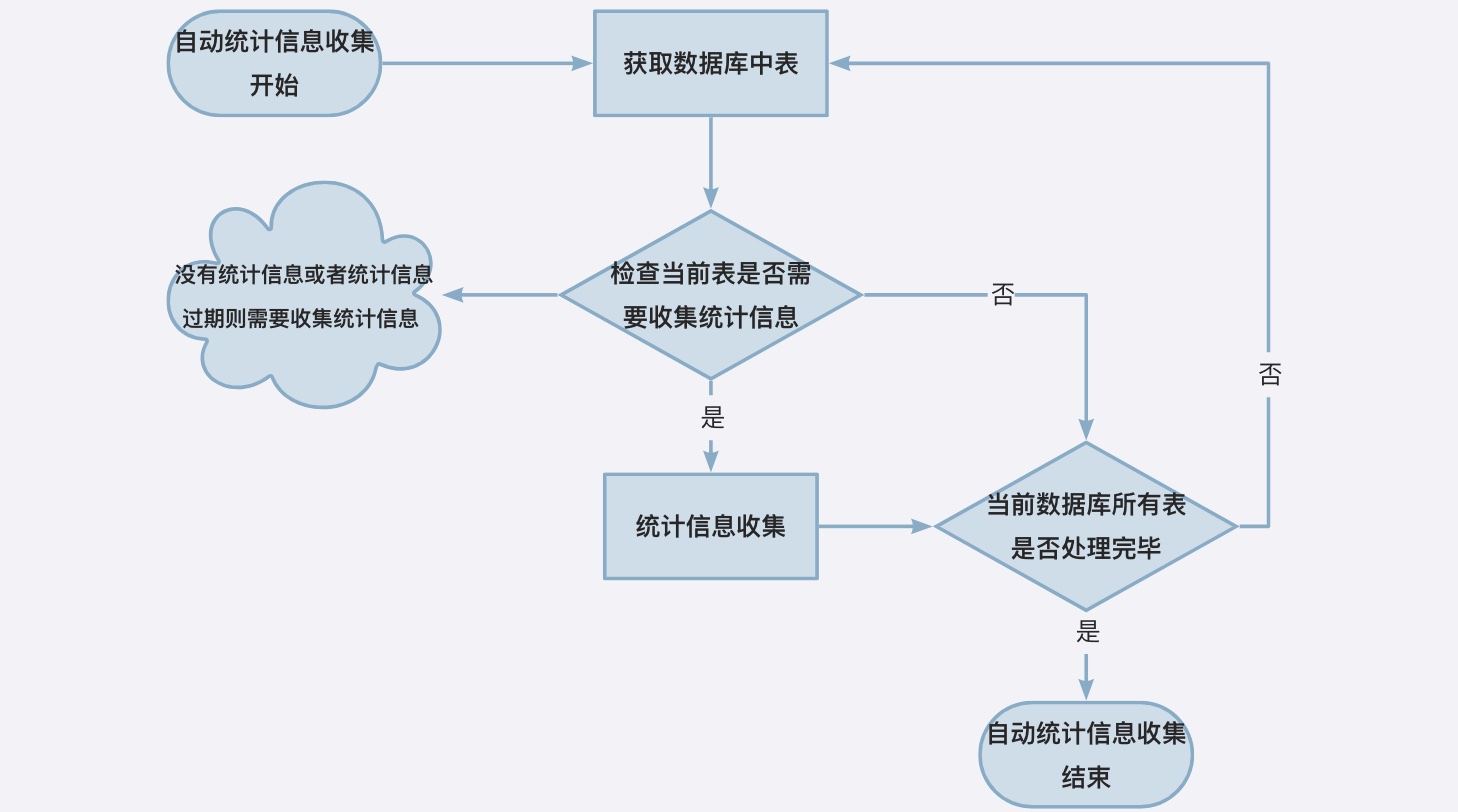 自动统计信息收集
开始
获取数据库中表
没有统计信息或者统计信息
过期则需要收集统计信息
检查当前表是否需
要收集统计信息
否
否
是
统计信息收集
当前数据库所有表
是否处理完毕
是
自动统计信息收集
结束